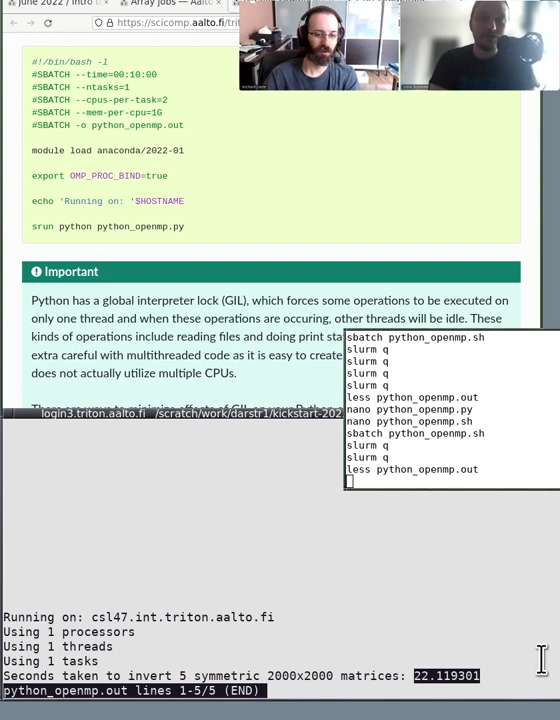 June 2022 / Intro
Array jobs — Aalto
https://scicomp.aalto.fi/trit
#!/bin/bash -l
#SBATCH --time=00:10:00
#SBATCH --ntasks=1
#SBATCH --cpus-per-task=2
#SBATCH --mem-per-cpu=1G
#SBATCH -o python_openmp.out
module load anaconda/2022-01
export OMP_PROC_BIND=true
echo 'Running on: '$HOSTNAME
srun python python_openmp.py
Important
Python has a global interpreter lock (GIL), which forces some operations to be executed on
only one thread and when these operations are occuring, other threads will be idle. These
kinds of operations include reading files and doing print sta
extra careful with multithreaded code as it is easy to create
does not actually utilize multiple CPUs.
login3.triton.aalto.fi /scratch/work/darstr1/kickstart-202
sbatch python_openmp.sh
slurm q
slurm q
slurm q
slurm q
less python_openmp.out
nano python_openmp.py
nano python_openmp.sh
sbatch python_openmp.sh
slurm q
slurm q
less python_openmp.out
Running on: csl47.int.triton.aalto.fi
Using 1 processors
Using 1 threads
Using 1 tasks
Seconds taken to invert 5 symmetric 2000x2000 matrices: 22.119301
python_openmp.out lines 1-5/5 (END)